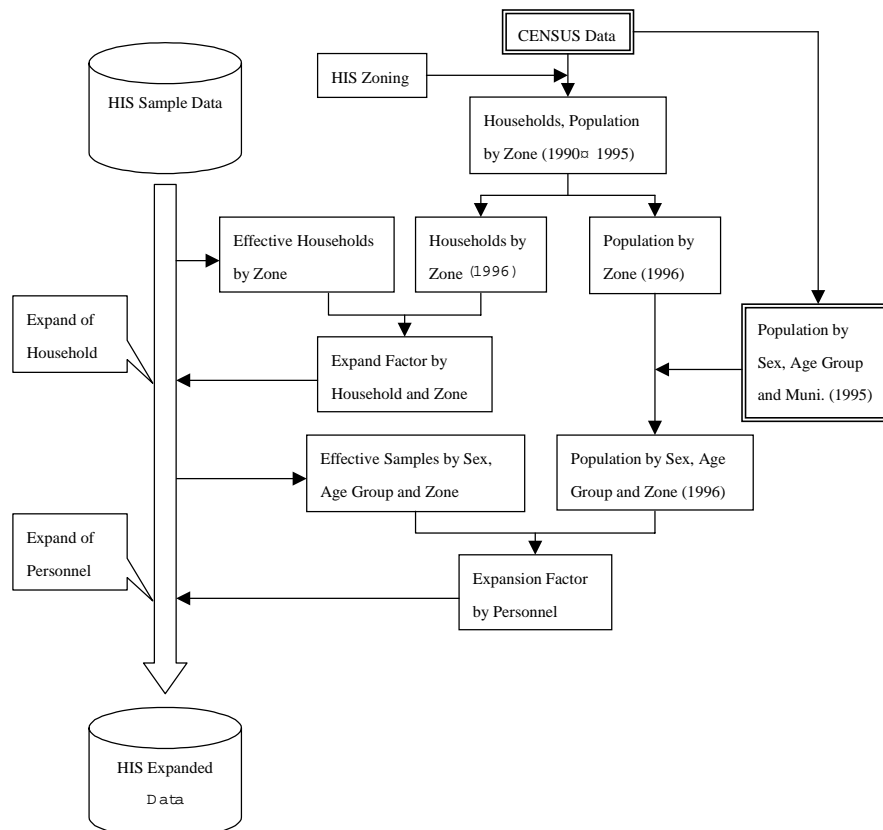 CENSUS Data
HIS Zoning
HIS Sample Data
Households, Population
by Zone (1990¤ 1995)
Effective Households
by Zone
Households by
Zone (1996)
Population by
Zone (1996)
Expand of
Household
Population by
Sex, Age Group
and Muni. (1995)
Expand Factor by
Household and Zone
Effective Samples by Sex,
Age Group and Zone
Population by Sex, Age
Group and Zone (1996)
Expand of
Personnel
Expansion Factor
by Personnel
HIS Expanded
Data